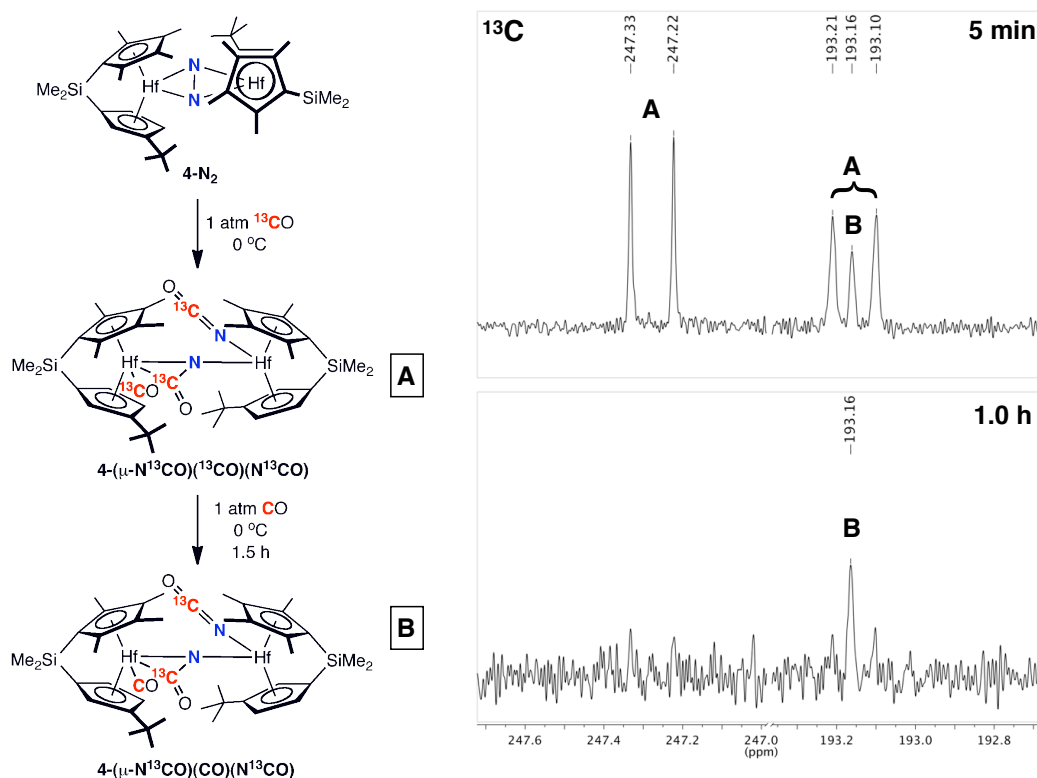 N
N
Hf
Hf
Me₂Si
SiMe₂
4-N₂
1 atm ¹³CO
0 °C
O
¹³C
N
Hf
N
Hf
Me₂Si
SiMe₂
¹³CO
¹³C
O
A
4-(μ-N¹³CO)(¹³CO)(N¹³CO)
1 atm CO
0 °C
1.5 h
O
¹³C
N
Hf
N
Hf
Me₂Si
SiMe₂
CO
¹³C
O
B
4-(μ-N¹³CO)(CO)(N¹³CO)
¹³C
5 min
−247.33
−247.22
−193.21
−193.16
−193.10
A
A
B
1.0 h
−193.16
B
247.6
247.4
247.2
193.2
193.0
192.8
(ppm)